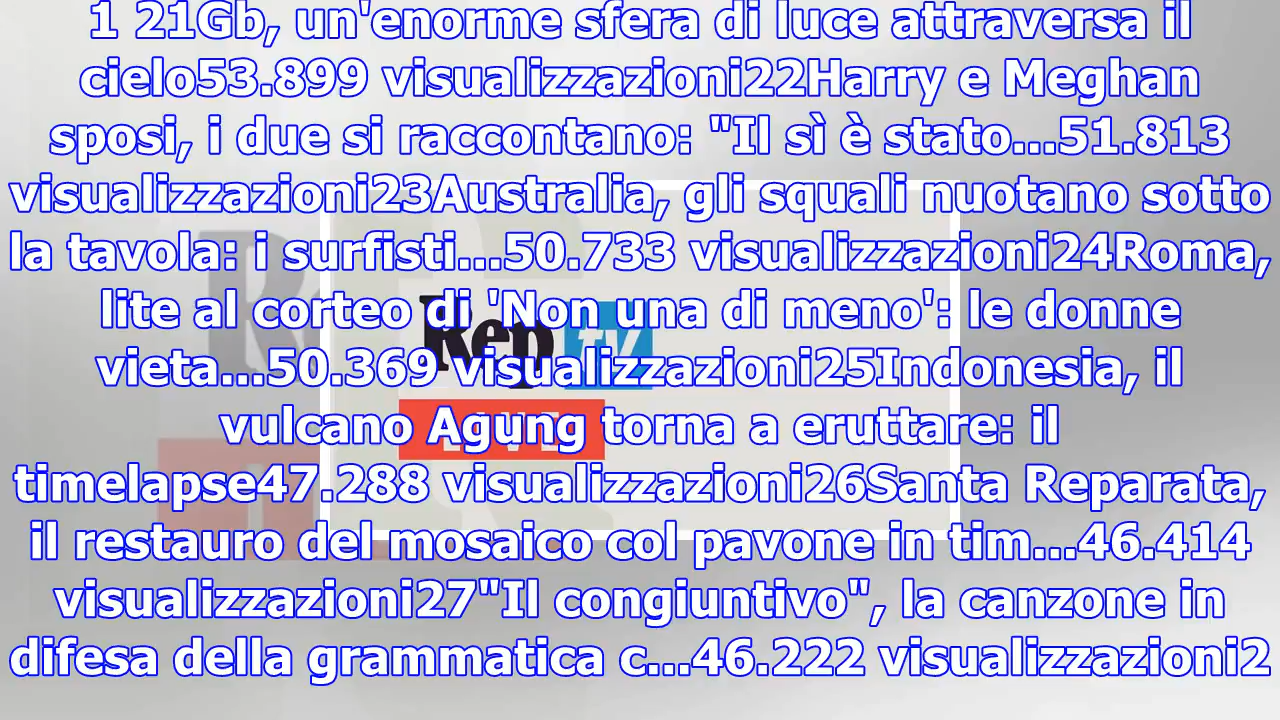 1 21Gb, un'enorme sfera di luce attraversa il
cielo53.899 visualizzazioni22Harry e Meghan
sposi, i due si raccontano: "Il sì è stato...51.813
visualizzazioni23Australia, gli squali nuotano sotto
la tavola: i surfisti...50.733 visualizzazioni24Roma,
lite al corteo di 'Non una di meno': le donne
vieta...50.369 visualizzazioni25Indonesia, il
vulcano Agung torna a eruttare: il
timelapse47.288 visualizzazioni26Santa Reparata,
il restauro del mosaico col pavone in tim...46.414
visualizzazioni27"Il congiuntivo", la canzone in
difesa della grammatica c...46.222 visualizzazioni2
Rep tv
LIVE